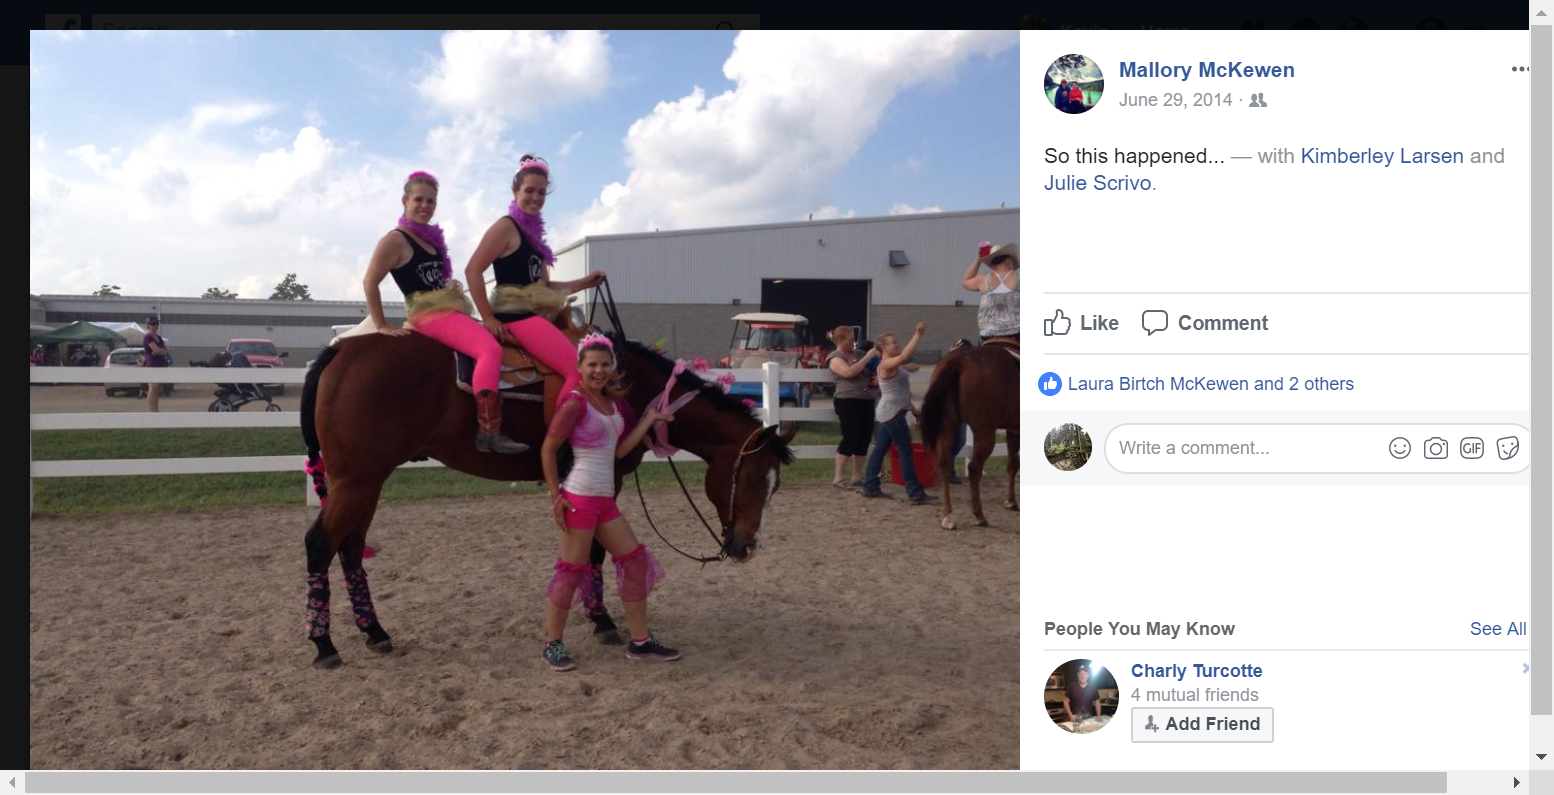 Search
Mallory McKewen
June 29, 2014 ·
So this happened... — with Kimberley Larsen and
Julie Scrivo.
Like Comment
Laura Birtch McKewen and 2 others
Write a comment...
GIF
People You May Know
See All
Charly Turcotte
4 mutual friends
Add Friend